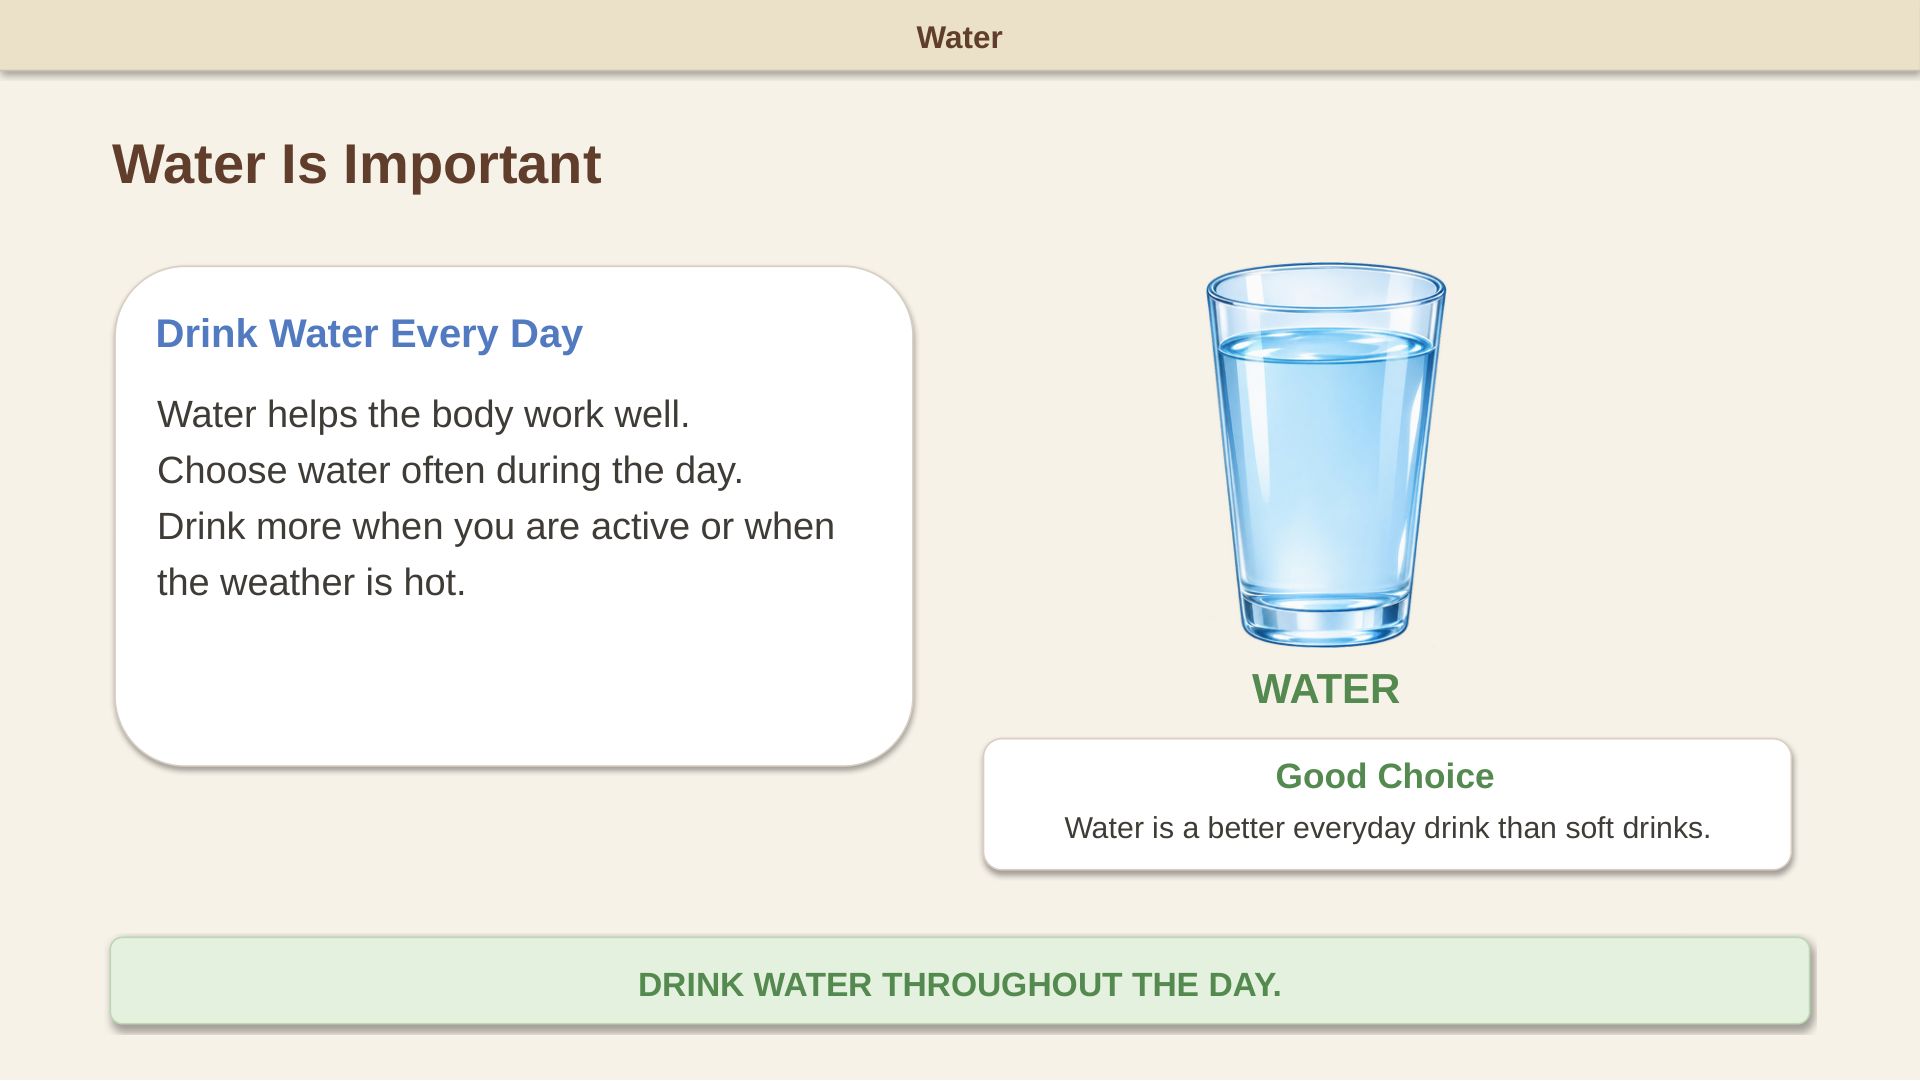 Water
Water Is Important
Drink Water Every Day
Water helps the body work well.
Choose water often during the day.
Drink more when you are active or when
the weather is hot.
WATER
Good Choice
Water is a better everyday drink than soft drinks.
DRINK WATER THROUGHOUT THE DAY.